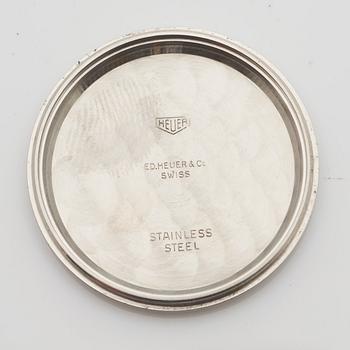 HEUER
ED. HEUER & Co
SWISS
STAINLESS
STEEL